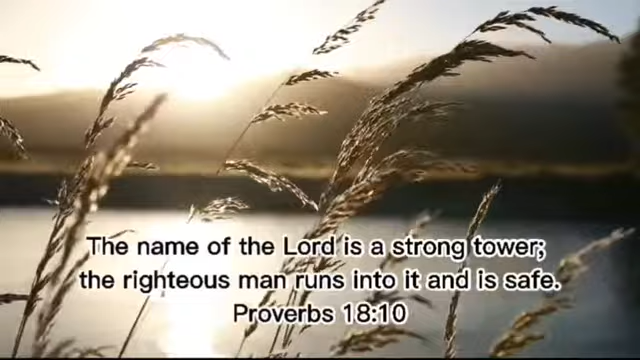 The name of the Lord is a strong tower;
the righteous man runs into it and is safe.
Proverbs 18:10